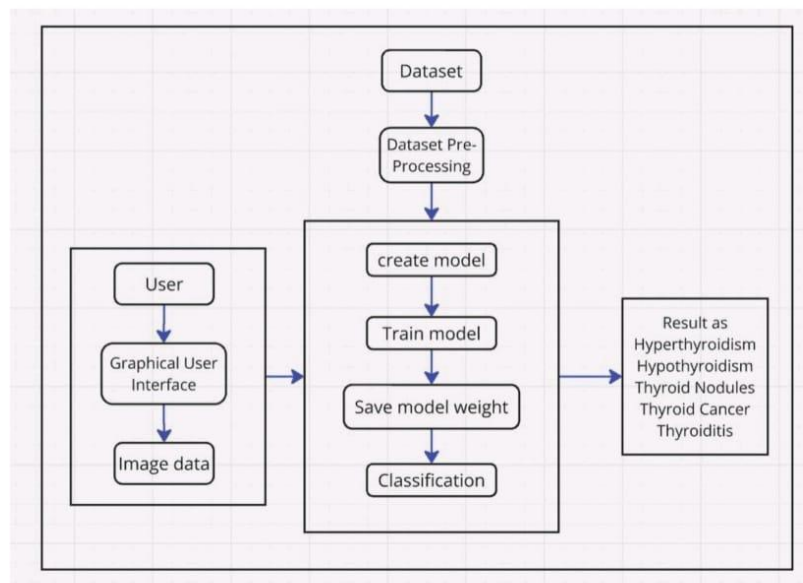 Dataset
Dataset Pre-
Processing
create model
Train model
Save model weight
Classification
User
Graphical User
Interface
Image data
Result as
Hyperthyroidism
Hypothyroidism
Thyroid Nodules
Thyroid Cancer
Thyroiditis